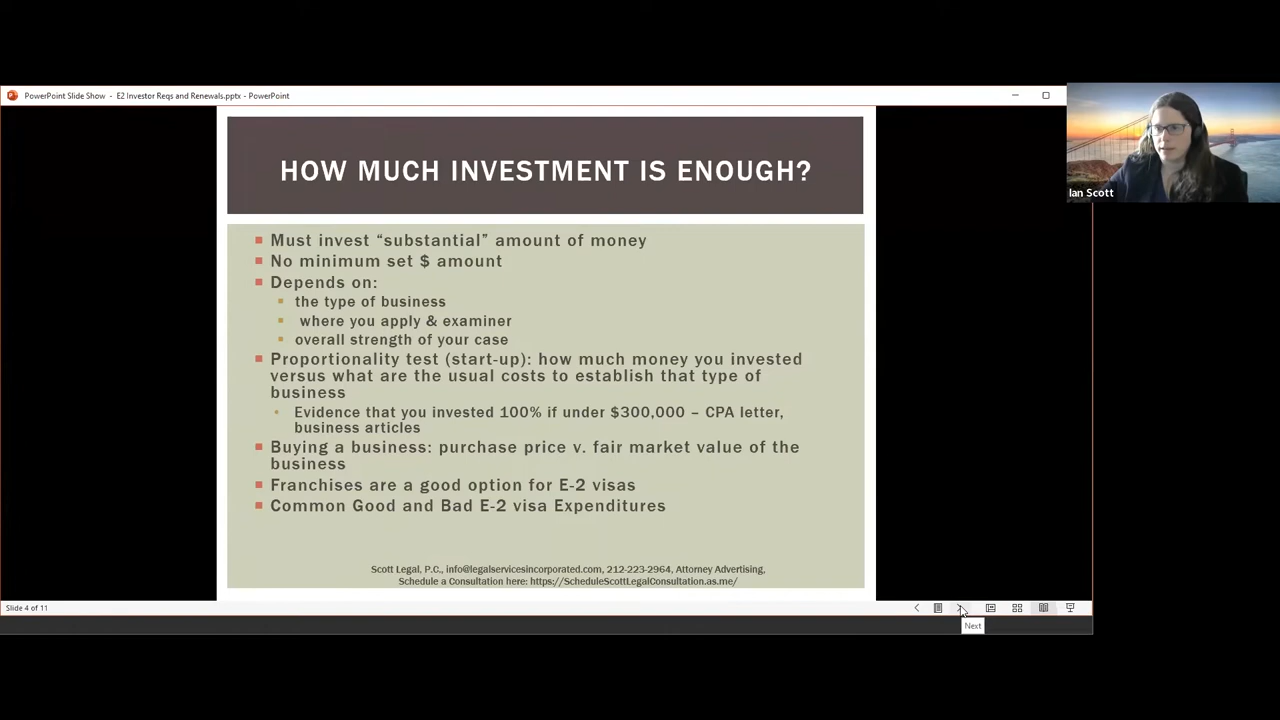 PowerPoint Slide Show - E2 Investor Reqs and Renewals.pptx - PowerPoint
HOW MUCH INVESTMENT IS ENOUGH?
Must invest “substantial” amount of money
No minimum set $ amount
Depends on:
the type of business
where you apply & examiner
overall strength of your case
Proportionality test (start-up): how much money you invested
versus what are the usual costs to establish that type of
business
Evidence that you invested 100% if under $300,000 – CPA letter,
business articles
Buying a business: purchase price v. fair market value of the
business
Franchises are a good option for E-2 visas
Common Good and Bad E-2 visa Expenditures
Scott Legal, P.C., info@legalservicesincorporated.com, 212-223-2964, Attorney Advertising,
Schedule a Consultation here: https://ScheduleScottLegalConsultation.as.me/
Slide 4 of 11
Next
Ian Scott